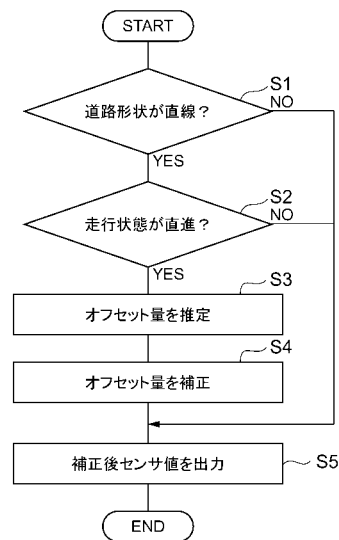 START
S1
道路形状が直線？
NO
YES
S2
走行状態が直進？
NO
YES
S3
オフセット量を推定
S4
オフセット量を補正
補正後センサ値を出力
S5
END